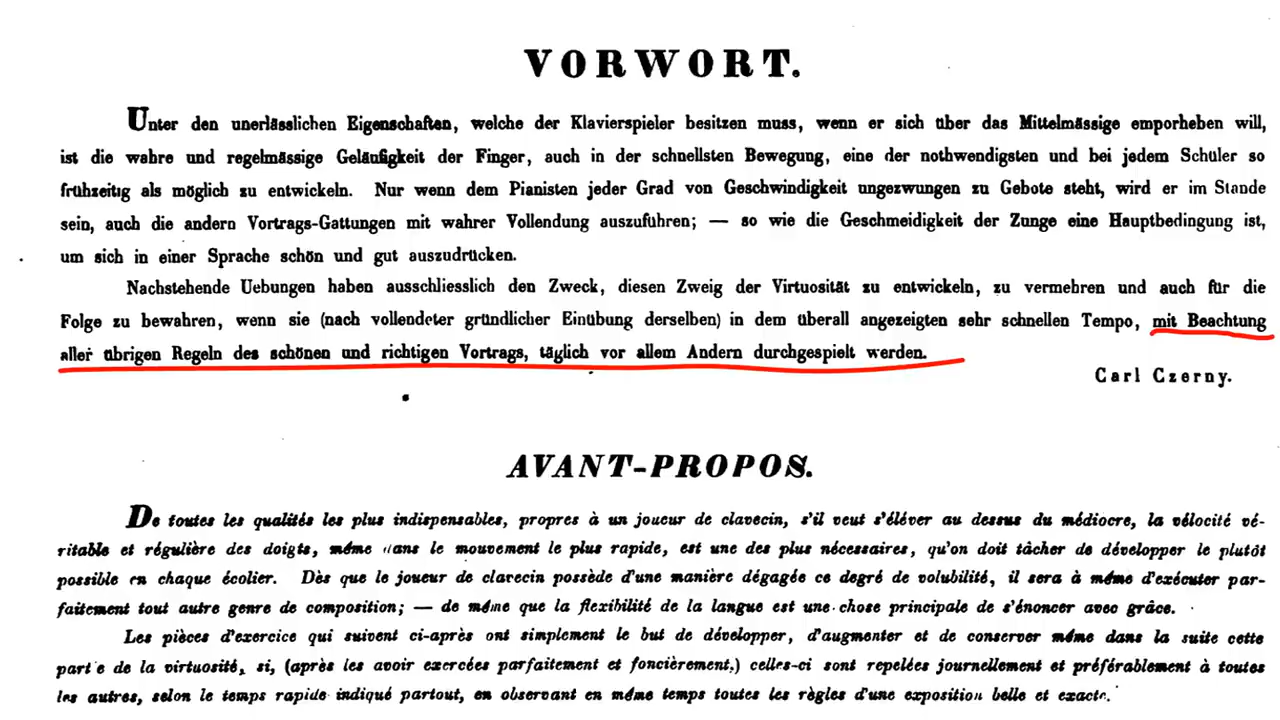 VORWORT.
Unter den unerlässlichen Eigenschaften, welche der Klavierspieler besitzen muss, wenn er sich über das Mittelmässige emporheben will,
ist die wahre und regelmässige Geläufigkeit der Finger, auch in der schnellsten Bewegung, eine der nothwendigsten und bei jedem Schüler so
frühzeitig als möglich zu entwickeln. Nur wenn dem Pianisten jeder Grad von Geschwindigkeit ungezwungen zu Gebote steht, wird er im Stande
sein, auch die andern Vortrags-Gattungen mit wahrer Vollendung auszuführen; — so wie die Geschmeidigkeit der Zunge eine Hauptbedingung ist,
um sich in einer Sprache schön und gut auszudrücken.
Nachstehende Uebungen haben ausschliesslich den Zweck, diesen Zweig der Virtuosität zu entwickeln, zu vermehren und auch für die
Folge zu bewahren, wenn sie (nach vollendeter gründlicher Einübung derselben) in dem überall angezeigten sehr schnellen Tempo, mit Beachtung
aller übrigen Regeln des schönen und richtigen Vortrags, täglich vor allem Andern durchgespielt werden.
Carl Czerny.
AVANT-PROPOS.
De toutes les qualités les plus indispensables, propres à un joueur de clavecin, s'il veut s'éléver au dessus du médiocre, la vélocité vé-
ritable et régulière des doigts, même dans le mouvement le plus rapide, est une des plus nécessaires, qu'on doit tâcher de développer le plutôt
possible en chaque écolier. Dès que le joueur de clavecin possède d'une manière dégagée ce degré de volubilité, il sera à même d'exécuter par-
faitement tout autre genre de composition; — de même que la flexibilité de la langue est une chose principale de s'énoncer avec grâce.
Les pièces d'exercice qui suivent ci-après ont simplement le but de développer, d'augmenter et de conserver même dans la suite cette
partie de la virtuosité, si, (après les avoir exercées parfaitement et foncièrement,) celles-ci sont repelées journellement et préférablement à toutes
les autres, selon le temps rapide indiqué partout, en observant en même temps toutes les règles d'une exposition belle et exacte.